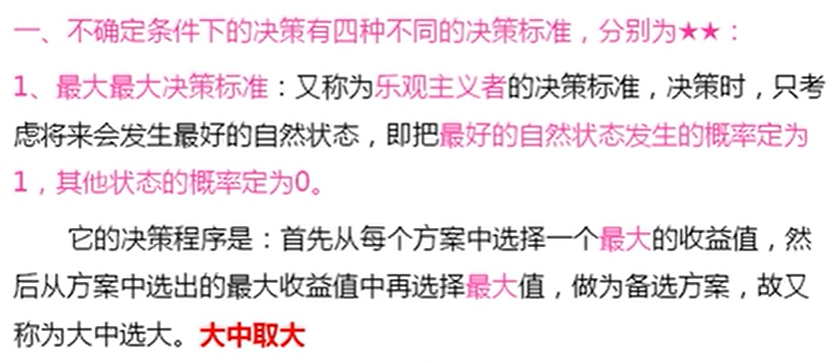 一、不确定条件下的决策有四种不同的决策标准，分别为★★：
1、最大最大决策标准：又称为乐观主义者的决策标准，决策时，只考
虑将来会发生最好的自然状态，即把最好的自然状态发生的概率定为
1，其他状态的概率定为0。
它的决策程序是：首先从每个方案中选择一个最大的收益值，然
后从方案中选出的最大收益值中再选择最大值，做为备选方案，故又
称为大中选大。大中取大